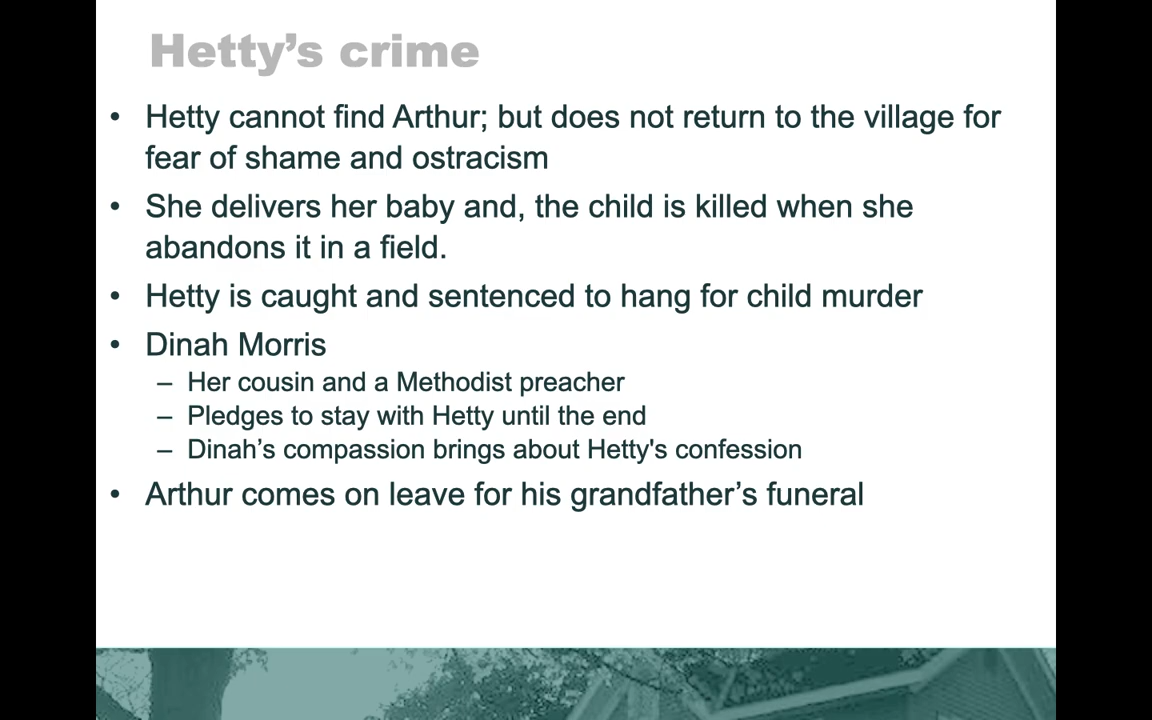 Hetty’s crime
• Hetty cannot find Arthur; but does not return to the village for
fear of shame and ostracism
• She delivers her baby and, the child is killed when she
abandons it in a field.
• Hetty is caught and sentenced to hang for child murder
• Dinah Morris
– Her cousin and a Methodist preacher
– Pledges to stay with Hetty until the end
– Dinah’s compassion brings about Hetty's confession
• Arthur comes on leave for his grandfather’s funeral